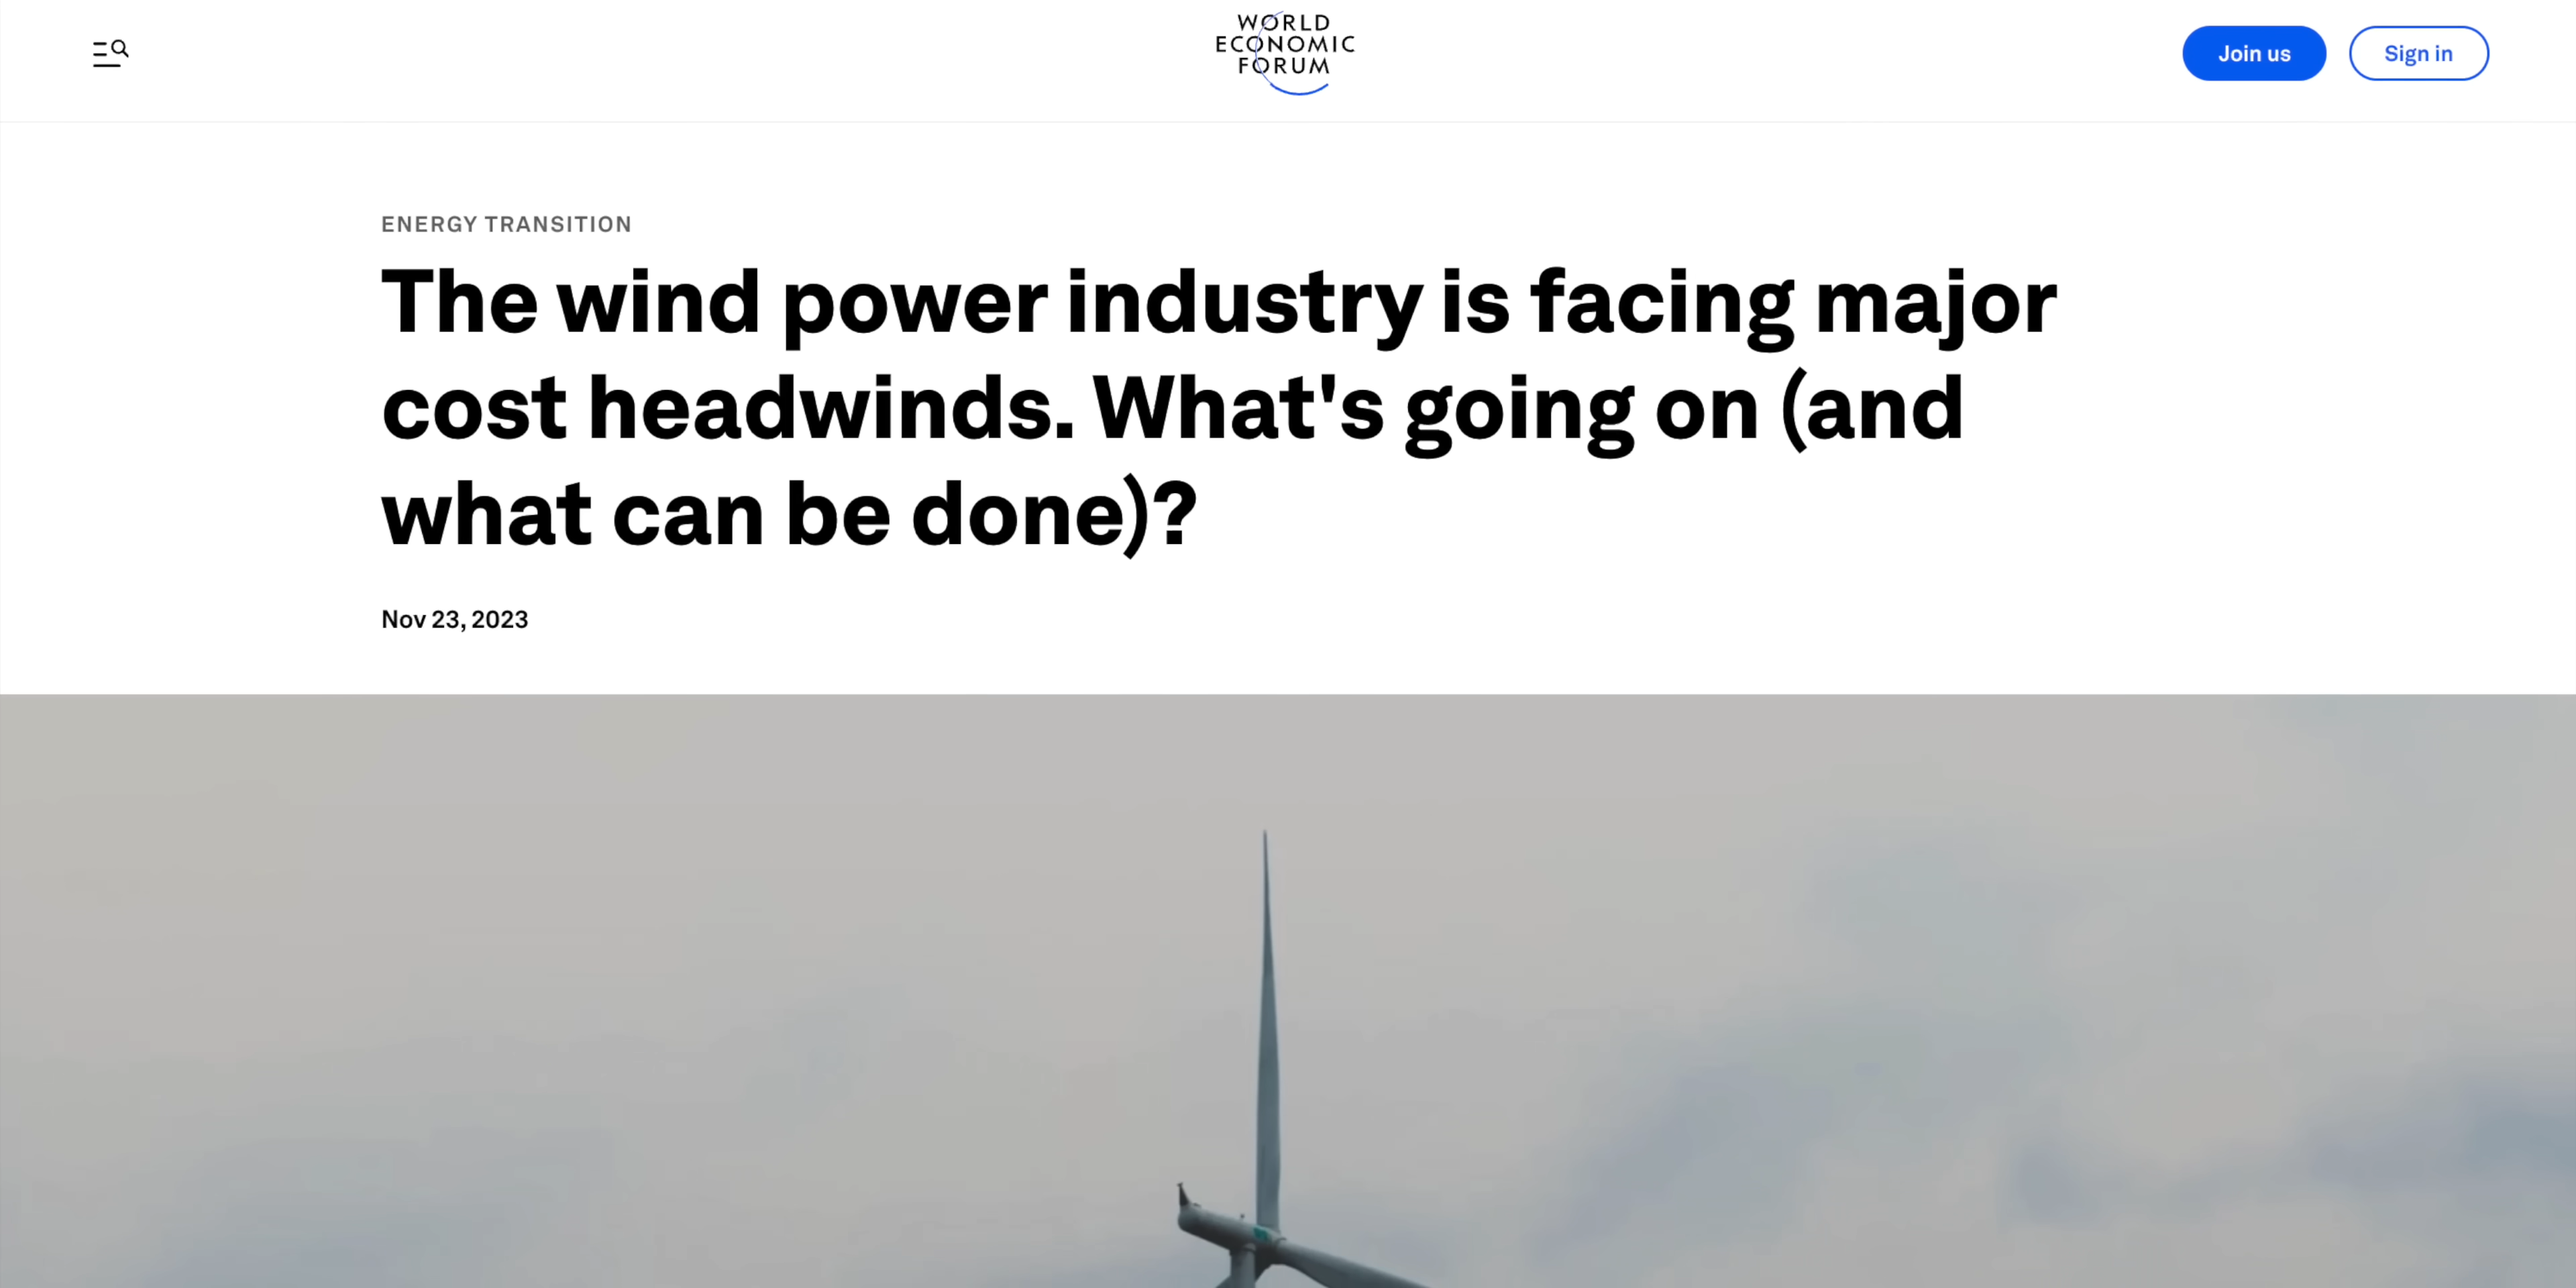 WORLD
ECONOMIC
FORUM
Join us
Sign in
ENERGY TRANSITION
The wind power industry is facing major
cost headwinds. What's going on (and
what can be done)?
Nov 23, 2023